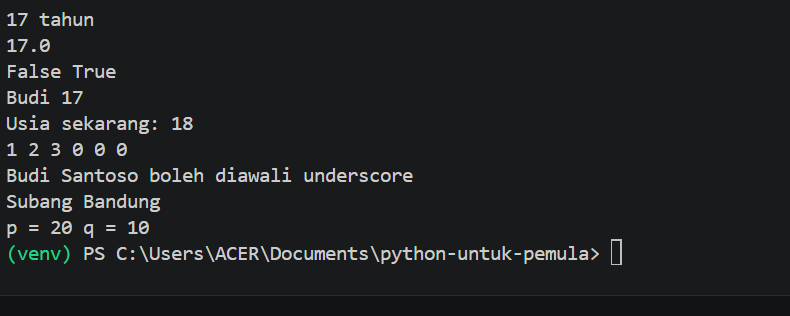 17 tahun
17.0
False True
Budi 17
Usia sekarang: 18
1 2 3 0 0 0
Budi Santoso boleh diawali underscore
Subang Bandung
p = 20 q = 10
(venv) PS C:\Users\ACER\Documents\python-untuk-pemula>